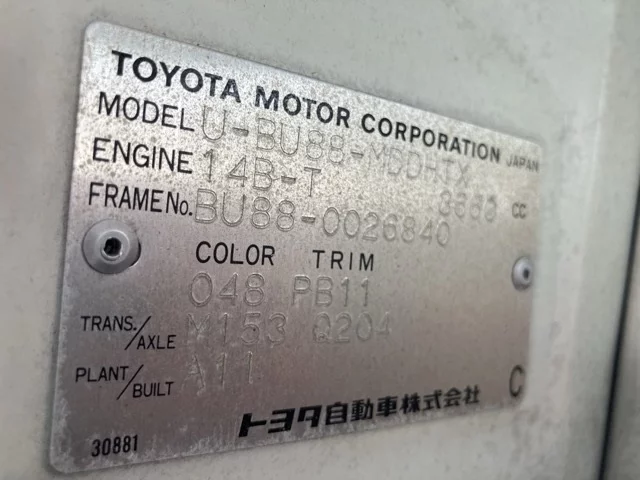 TOYOTA MOTOR CORPORATION JAPAN
MODEL U-BU88-MDDHTX
ENGINE 14B-T 3660 CC
FRAME No. BU88-0026840
COLOR TRIM
048 PB11
TRANS./AXLE M153 Q204
PLANT/BUILT A11
C
トヨタ自動車株式会社
30881